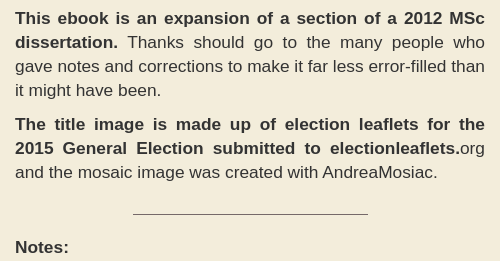 This ebook is an expansion of a section of a 2012 MSc
dissertation. Thanks should go to the many people who
gave notes and corrections to make it far less error-filled than
it might have been.
The title image is made up of election leaflets for the
2015 General Election submitted to electionleaflets.org
and the mosaic image was created with AndreaMosiac.
Notes: